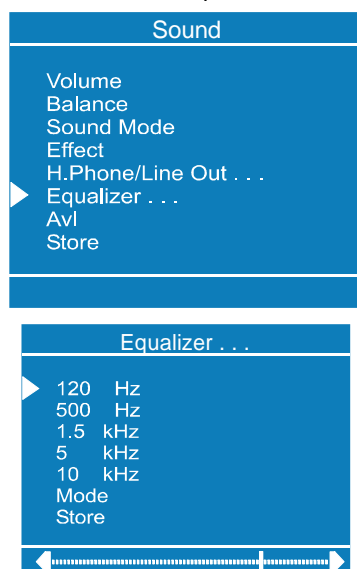 Sound
Volume
Balance
Sound Mode
Effect
H.Phone/Line Out . . .
Equalizer . . .
Avl
Store
Equalizer . . .
120 Hz
500 Hz
1.5 kHz
5 kHz
10 kHz
Mode
Store